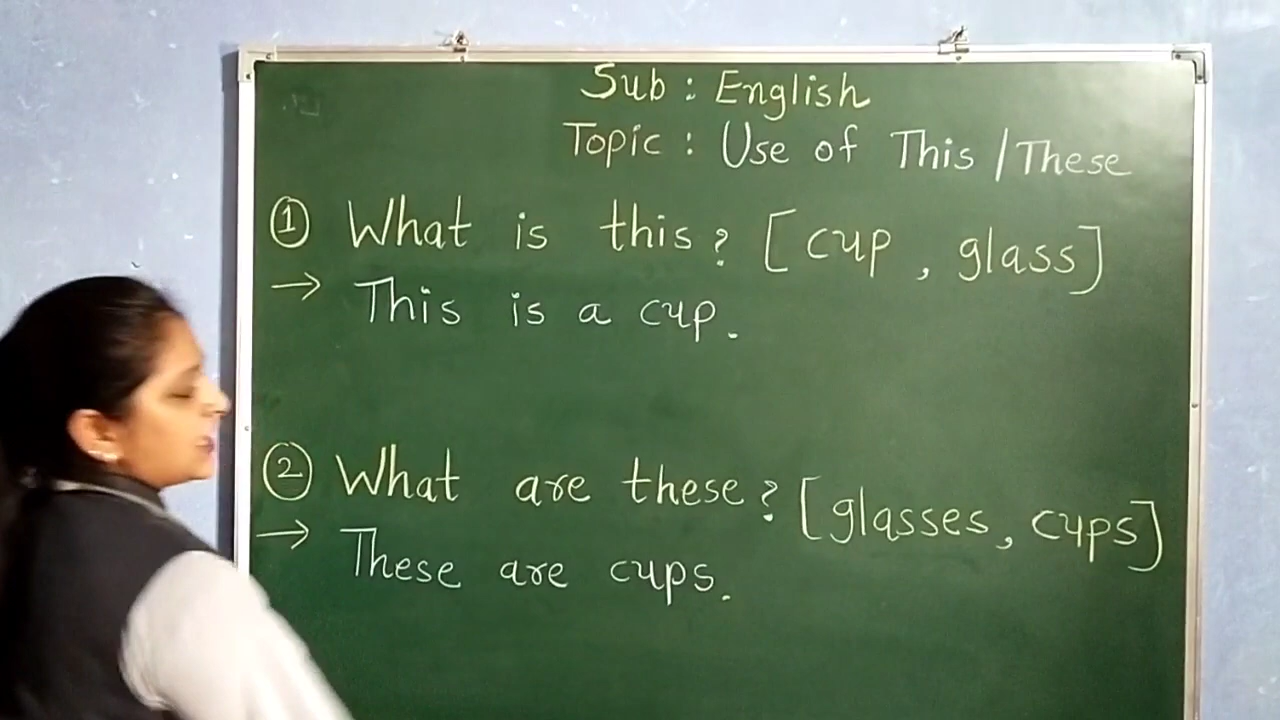 Sub : English
Topic : Use of This / These
① What is this? [cup, glass]
→ This is a cup.
② What are these? [glasses, cups]
→ These are cups.